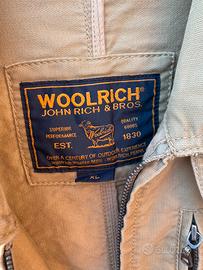 WOOLRICH
JOHN RICH & BROS.
SUPERIOR
PERFORMANCE
QUALITY
GOODS
EST.
1830
OVER A CENTURY OF OUTDOOR EXPERIENCE
XL